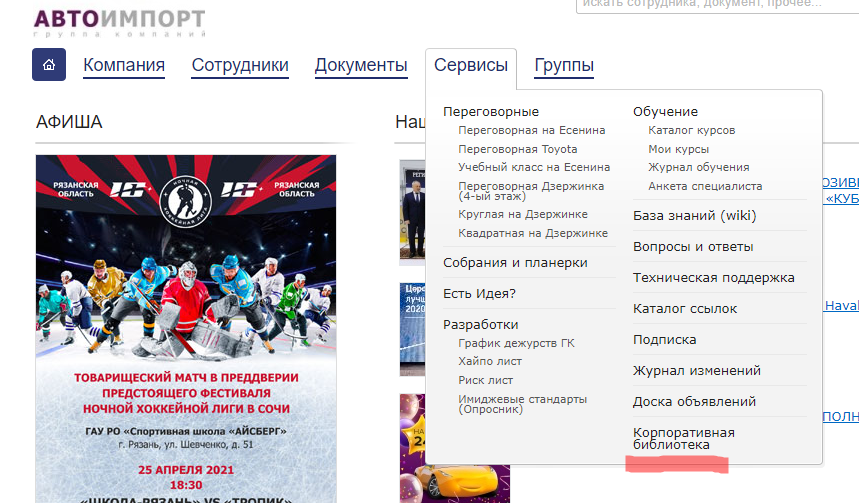 АВТОИМПОРТ
группа компаний
искать сотрудника, документ, прочее...
Компания
Сотрудники
Документы
Сервисы
Группы
АФИША
РЯЗАНСКАЯ
ОБЛАСТЬ
НОЧНАЯ
ХОККЕЙНАЯ ЛИГА
РЯЗАНСКАЯ
ОБЛАСТЬ
ТОВАРИЩЕСКИЙ МАТЧ В ПРЕДДВЕРИИ
ПРЕДСТОЯЩЕГО ФЕСТИВАЛЯ
НОЧНОЙ ХОККЕЙНОЙ ЛИГИ В СОЧИ
ГАУ РО «Спортивная школа «АЙСБЕРГ»
г. Рязань, ул. Шевченко, д. 51
25 АПРЕЛЯ 2021
18:30
«ШКОЛА-РЯЗАНЬ» VS «ТРОПИК»
Нац
Переговорные
Переговорная на Есенина
Переговорная Toyota
Учебный класс на Есенина
Переговорная Дзержинка
(4-ый этаж)
Круглая на Дзержинке
Квадратная на Дзержинке
Собрания и планерки
Есть Идея?
Разработки
График дежурств ГК
Хайпо лист
Риск лист
Имиджевые стандарты
(Опросник)
Обучение
Каталог курсов
Мои курсы
Журнал обучения
Анкета специалиста
База знаний (wiki)
Вопросы и ответы
Техническая поддержка
Каталог ссылок
Подписка
Журнал изменений
Доска объявлений
Корпоративная
библиотека
ОЗИВИ
«КУБ
Haval
ПОЛН
Церe
лучш
2020
НА
24